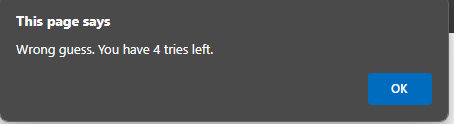 This page says
Wrong guess. You have 4 tries left.
OK